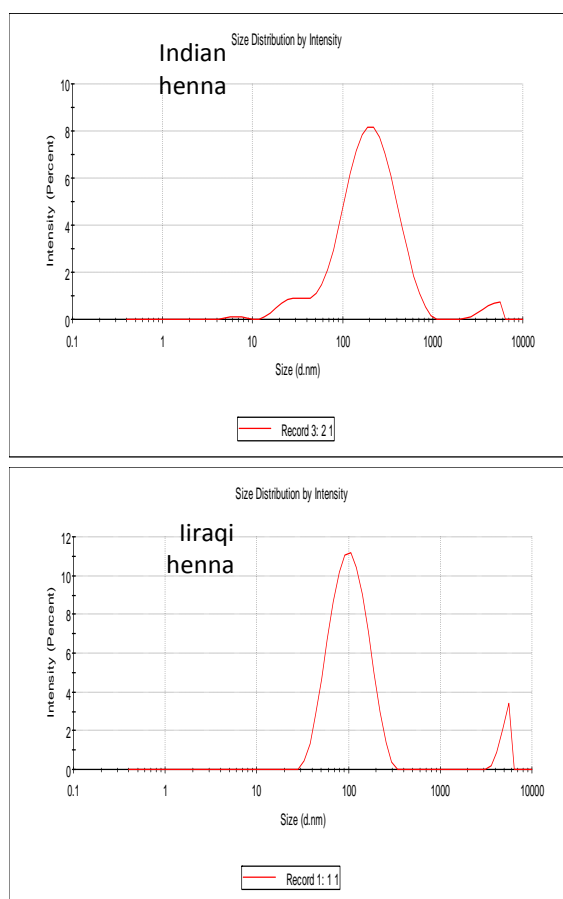 Size Distribution by Intensity
Indian
henna
10
8
6
4
2
0
Intensity (Percent)
0.1 1 10 100 1000 10000
Size (d.nm)
Record 3: 2 1
Size Distribution by Intensity
Iiraqi
henna
12
10
8
6
4
2
0
Intensity (Percent)
0.1 1 10 100 1000 10000
Size (d.nm)
Record 1: 1 1